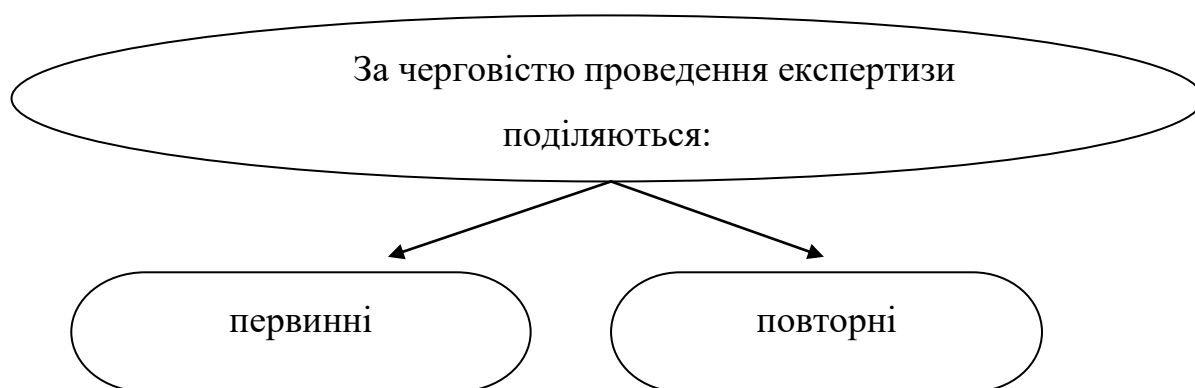 За черговістю проведення експертизи
поділяються:
первинні
повторні